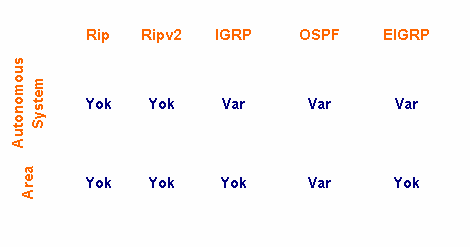 Rip Ripv2 IGRP OSPF EIGRP
Autonomous
System
Yok Yok Var Var Var
Area
Yok Yok Yok Var Yok